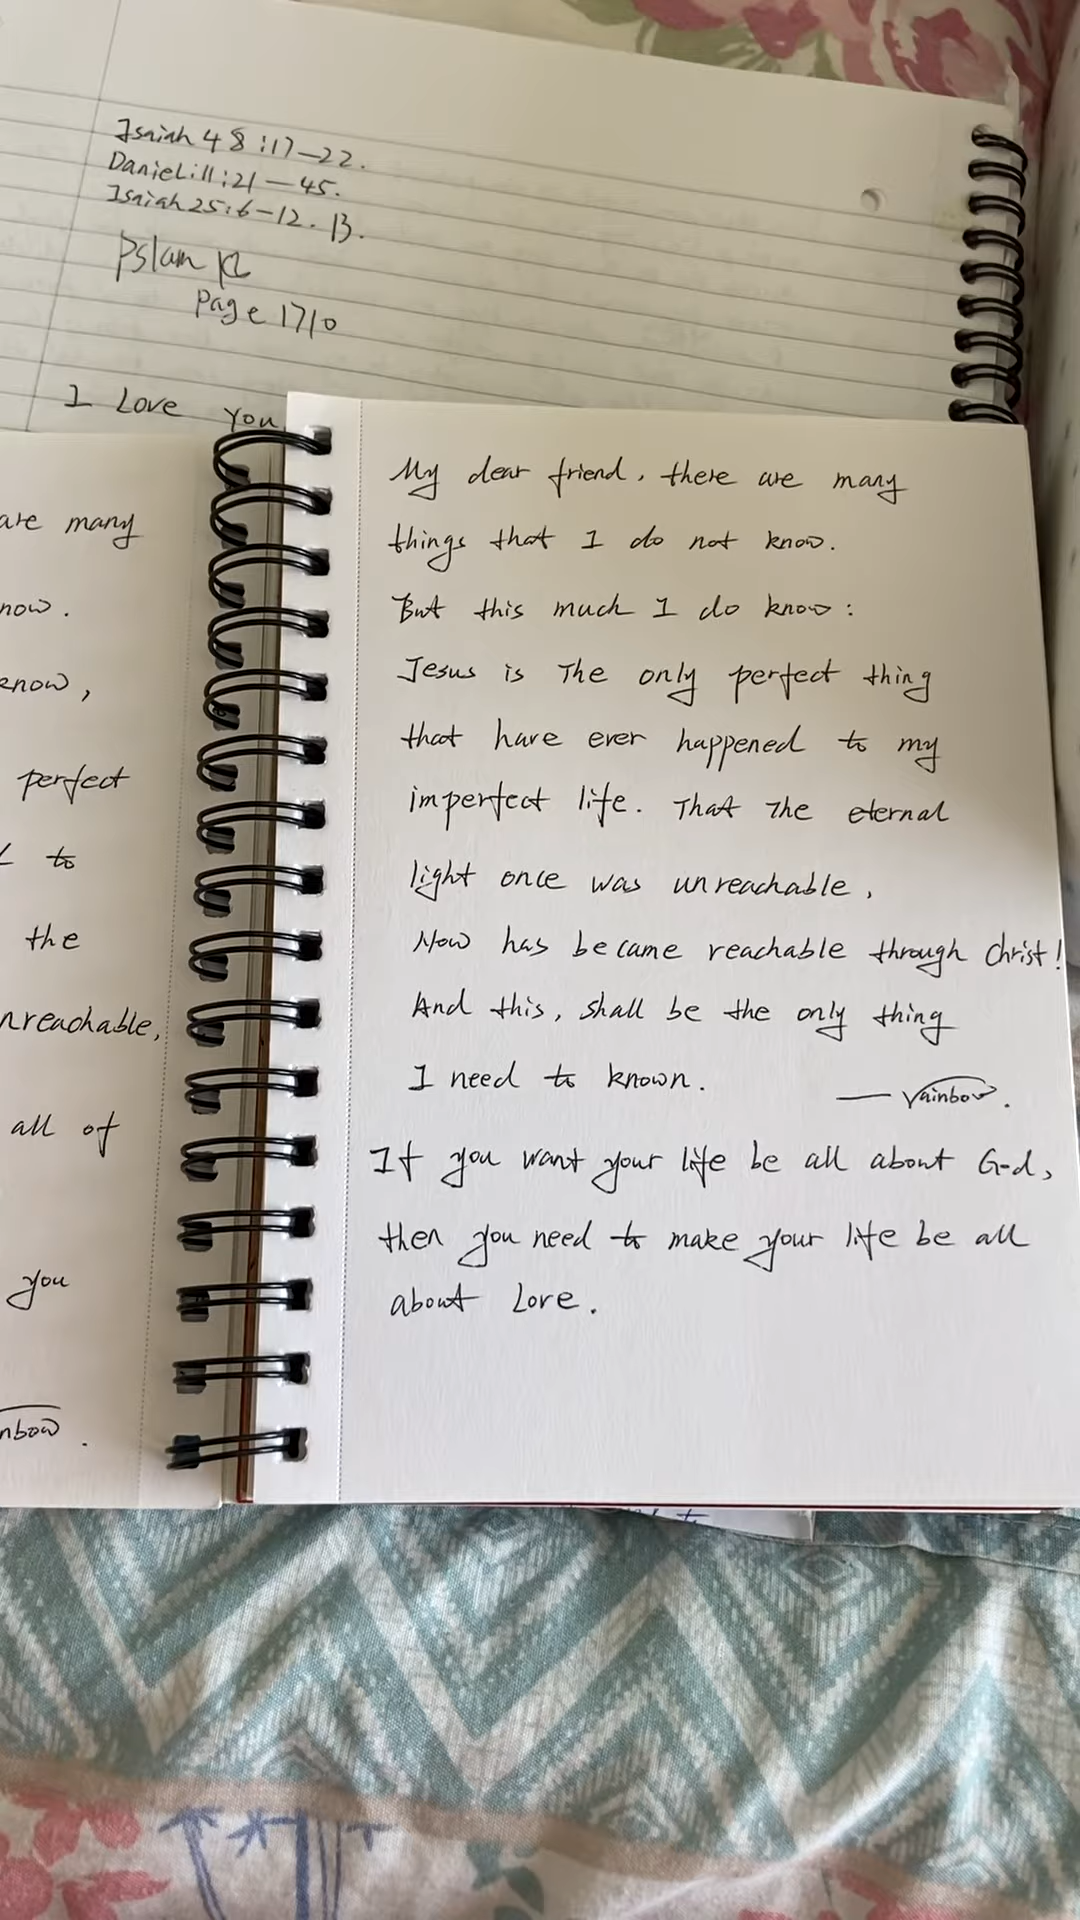 Isaiah 48:17—22.
Daniel.11:21—45.
Isaiah 25:6—12. 13.
Pslam
Page 1710
I Love you
are many
now.
know,
perfect
to
the
nreachable,
all of
you
nbow.
My dear friend, there are many
things that I do not know.
But this much I do know:
Jesus is The only perfect thing
that have ever happened to my
imperfect life. That The eternal
light once was unreachable,
Now has became reachable through Christ!
And this, shall be the only thing
I need to known.
— rainbow.
If you want your life be all about G-d,
then you need to make your life be all
about Love.